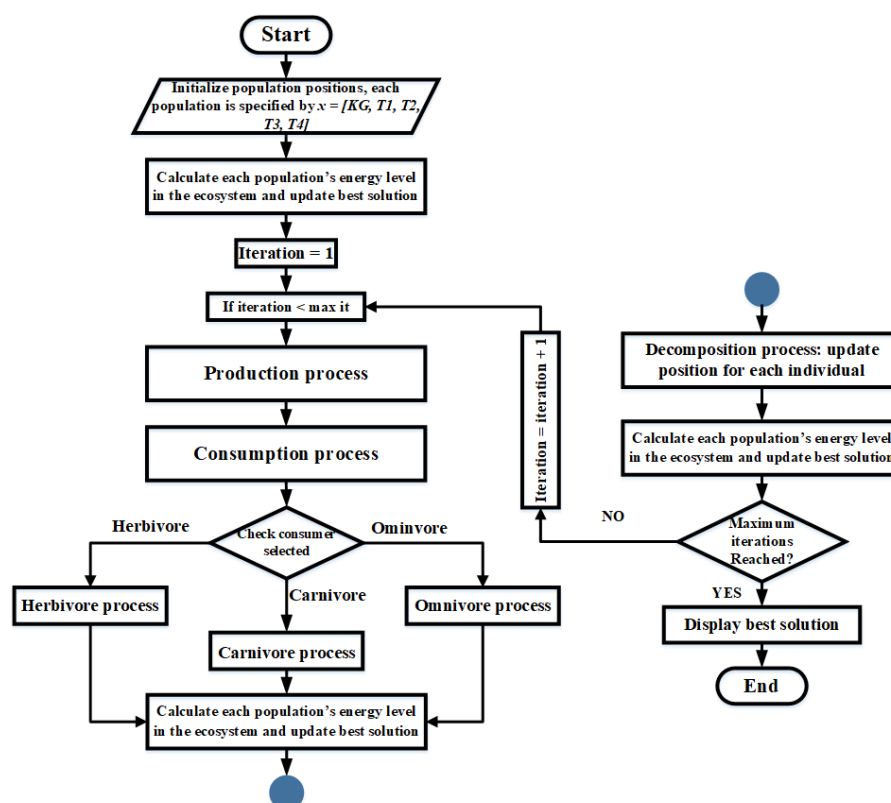 Start
Initialize population positions, each
population is specified by x = [KG, T1, T2,
T3, T4]
Calculate each population's energy level
in the ecosystem and update best solution
Iteration = 1
If iteration < max it
Production process
Consumption process
Check consumer
selected
Herbivore
Ominvore
Carnivore
Herbivore process
Omnivore process
Carnivore process
Calculate each population's energy level
in the ecosystem and update best solution
Iteration = iteration + 1
Decomposition process: update
position for each individual
Calculate each population's energy level
in the ecosystem and update best solution
Maximum
iterations
Reached?
NO
YES
Display best solution
End